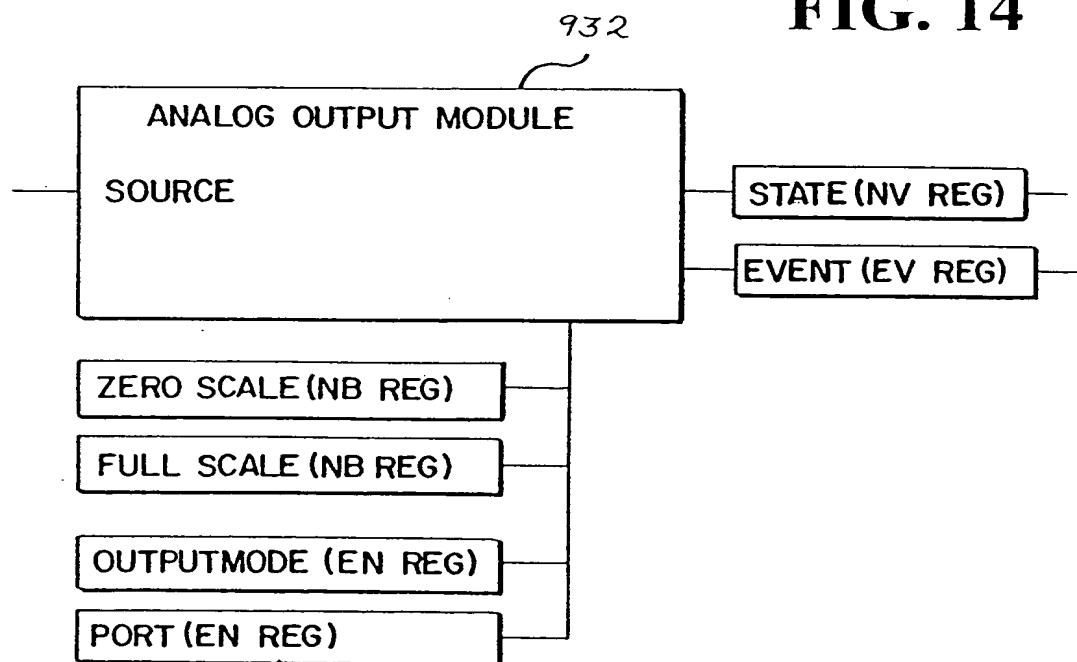 FIG. 14
932
ANALOG OUTPUT MODULE
SOURCE
STATE (NV REG)
EVENT (EV REG)
ZERO SCALE (NB REG)
FULL SCALE (NB REG)
OUTPUTMODE (EN REG)
PORT (EN REG)